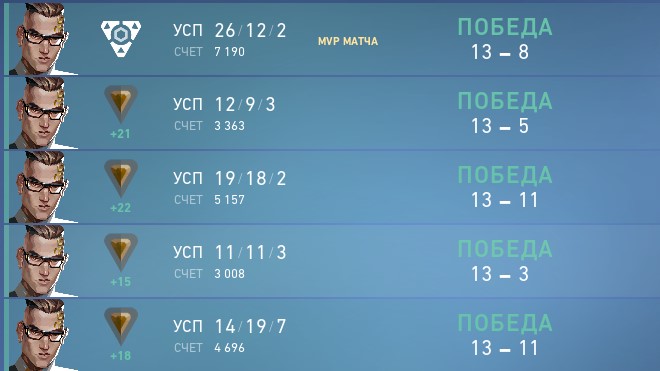 УСП 26/12/2 ПОБЕДА
СЧЕТ 7 190 MVP МАТЧА 13 – 8
УСП 12/9/3 ПОБЕДА
+21 СЧЕТ 3 363 13 – 5
УСП 19/18/2 ПОБЕДА
+22 СЧЕТ 5 157 13 – 11
УСП 11/11/3 ПОБЕДА
+15 СЧЕТ 3 008 13 – 3
УСП 14/19/7 ПОБЕДА
+18 СЧЕТ 4 696 13 – 11